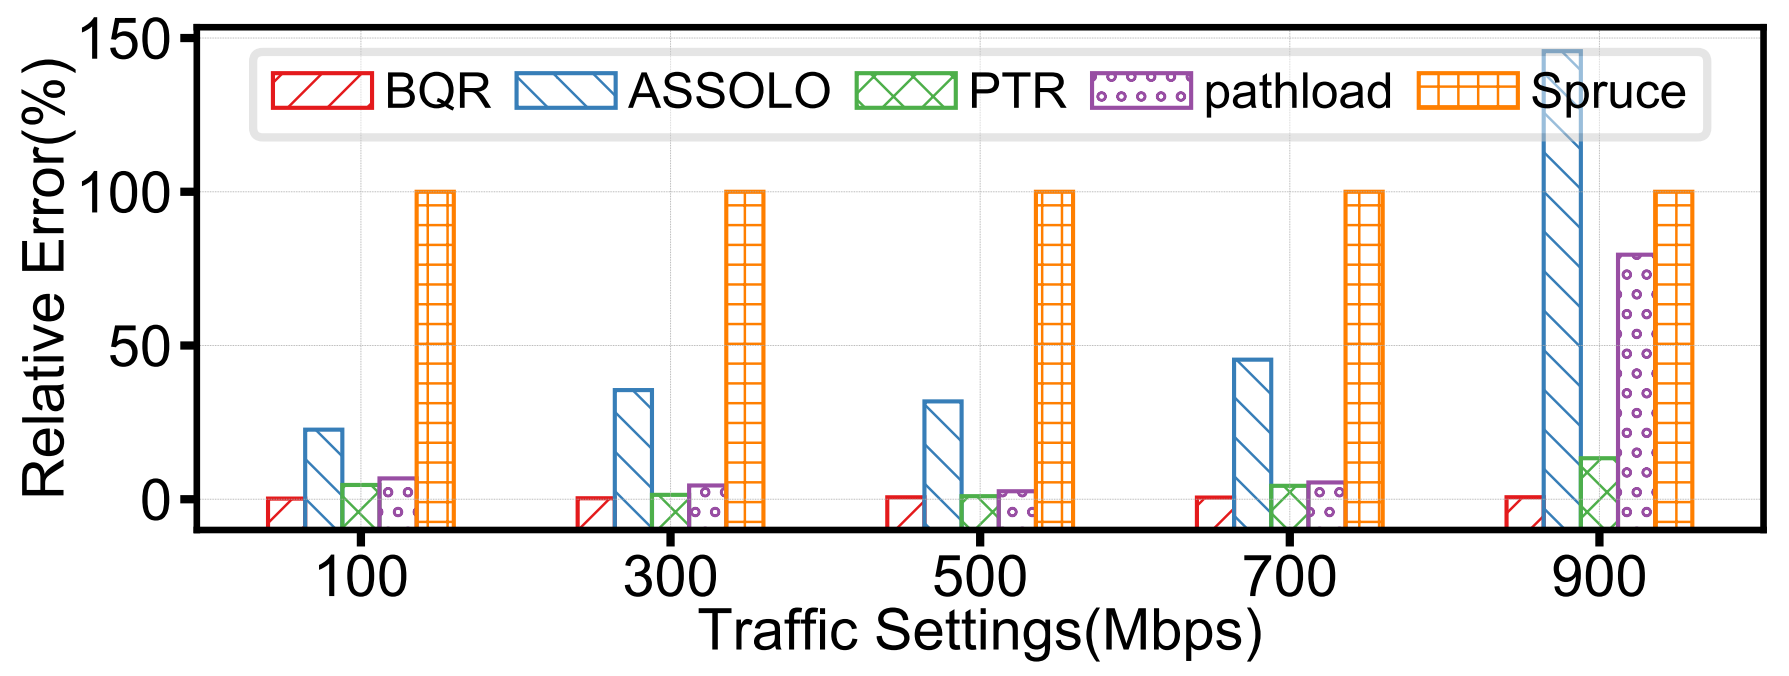 Relative Error(%)
150
100
50
0
BQR ASSOLO PTR pathload Spruce
100 300 500 700 900
Traffic Settings(Mbps)